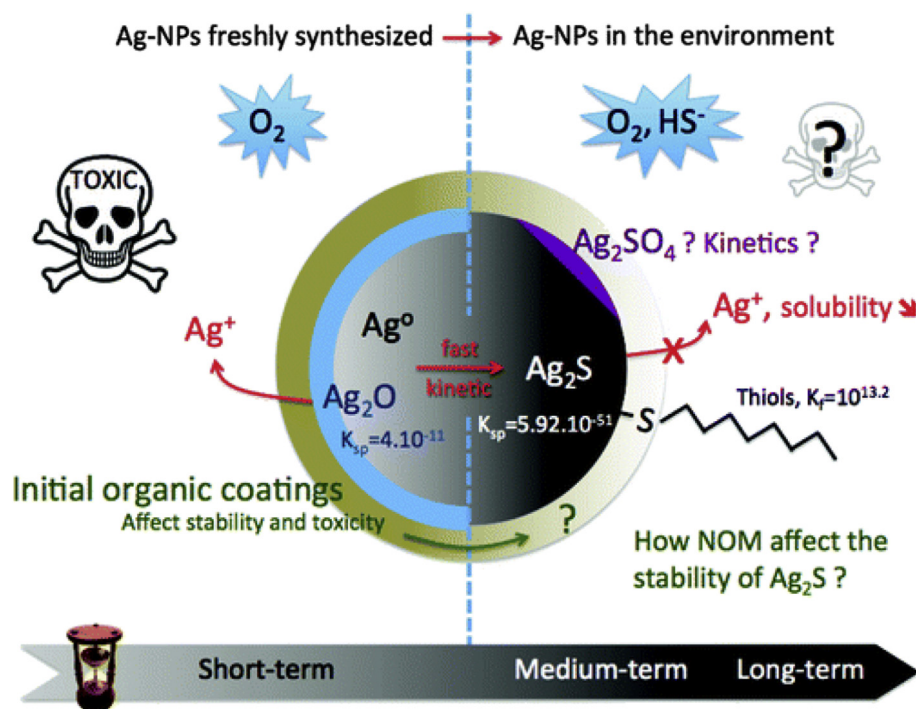 Ag-NPs freshly synthesized
Ag-NPs in the environment
O₂
O₂, HS⁻
TOXIC
?
Ag₂SO₄ ? Kinetics ?
Ag⁺
Ag⁺, solubility ↘
Ag⁰
fast
kinetic
Ag₂S
Ag₂O
Kₛₚ=4.10⁻¹¹
Kₛₚ=5.92.10⁻⁵¹
X
S
Thiols, K_f=10¹³·²
Initial organic coatings
Affect stability and toxicity
?
How NOM affect the
stability of Ag₂S ?
Short-term
Medium-term
Long-term